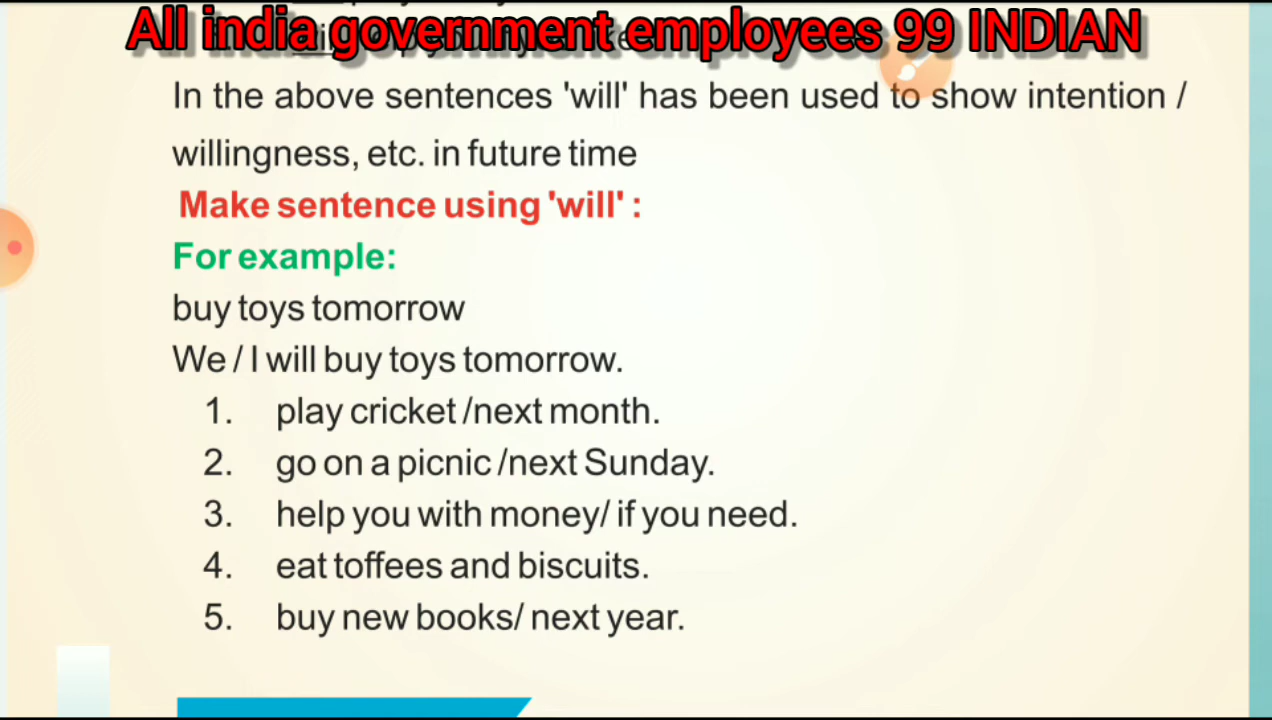 All india government employees 99 INDIAN
In the above sentences 'will' has been used to show intention /
willingness, etc. in future time
Make sentence using 'will' :
For example:
buy toys tomorrow
We / I will buy toys tomorrow.
1. play cricket /next month.
2. go on a picnic /next Sunday.
3. help you with money/ if you need.
4. eat toffees and biscuits.
5. buy new books/ next year.